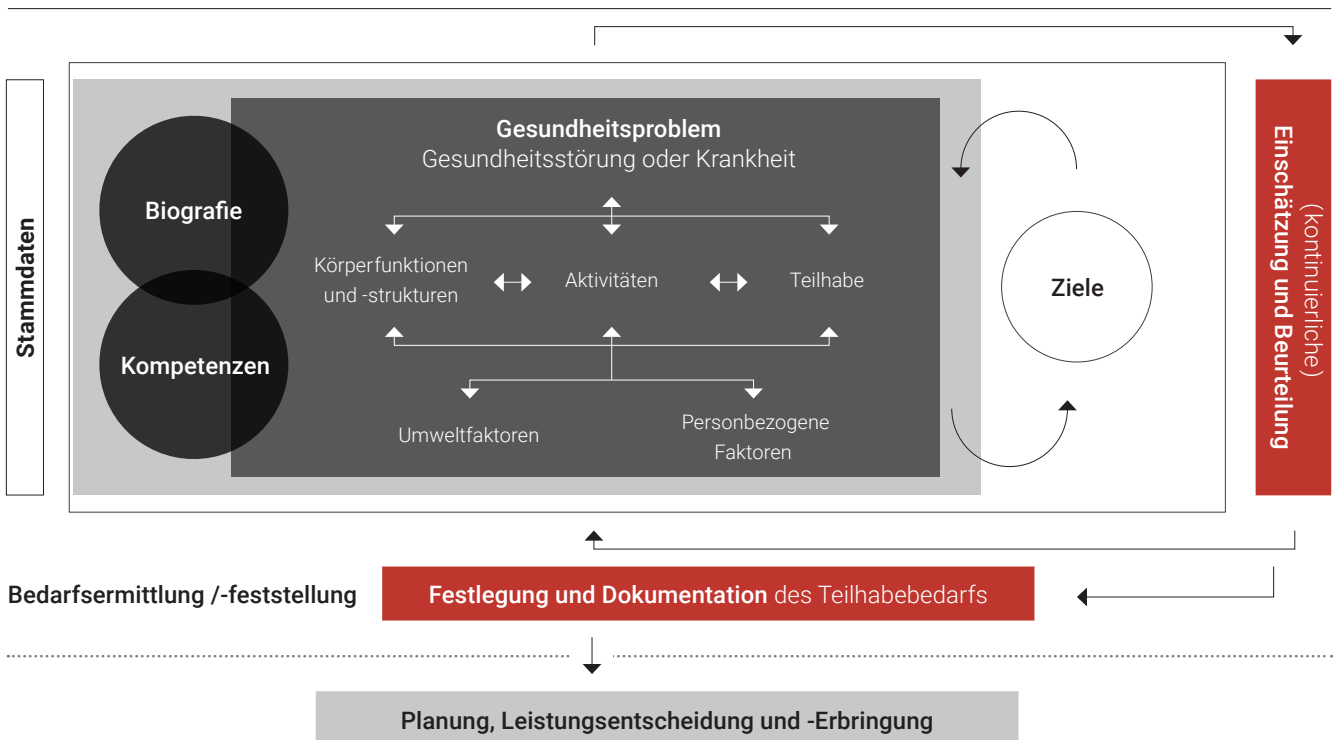 Stammdaten
Biografie
Kompetenzen
Gesundheitsproblem
Gesundheitsstörung oder Krankheit
Körperfunktionen
und -strukturen
Aktivitäten
Teilhabe
Umweltfaktoren
Personbezogene
Faktoren
Ziele
(kontinuierliche)
Einschätzung und Beurteilung
Bedarfsermittlung /-feststellung
Festlegung und Dokumentation des Teilhabebedarfs
Planung, Leistungsentscheidung und -Erbringung